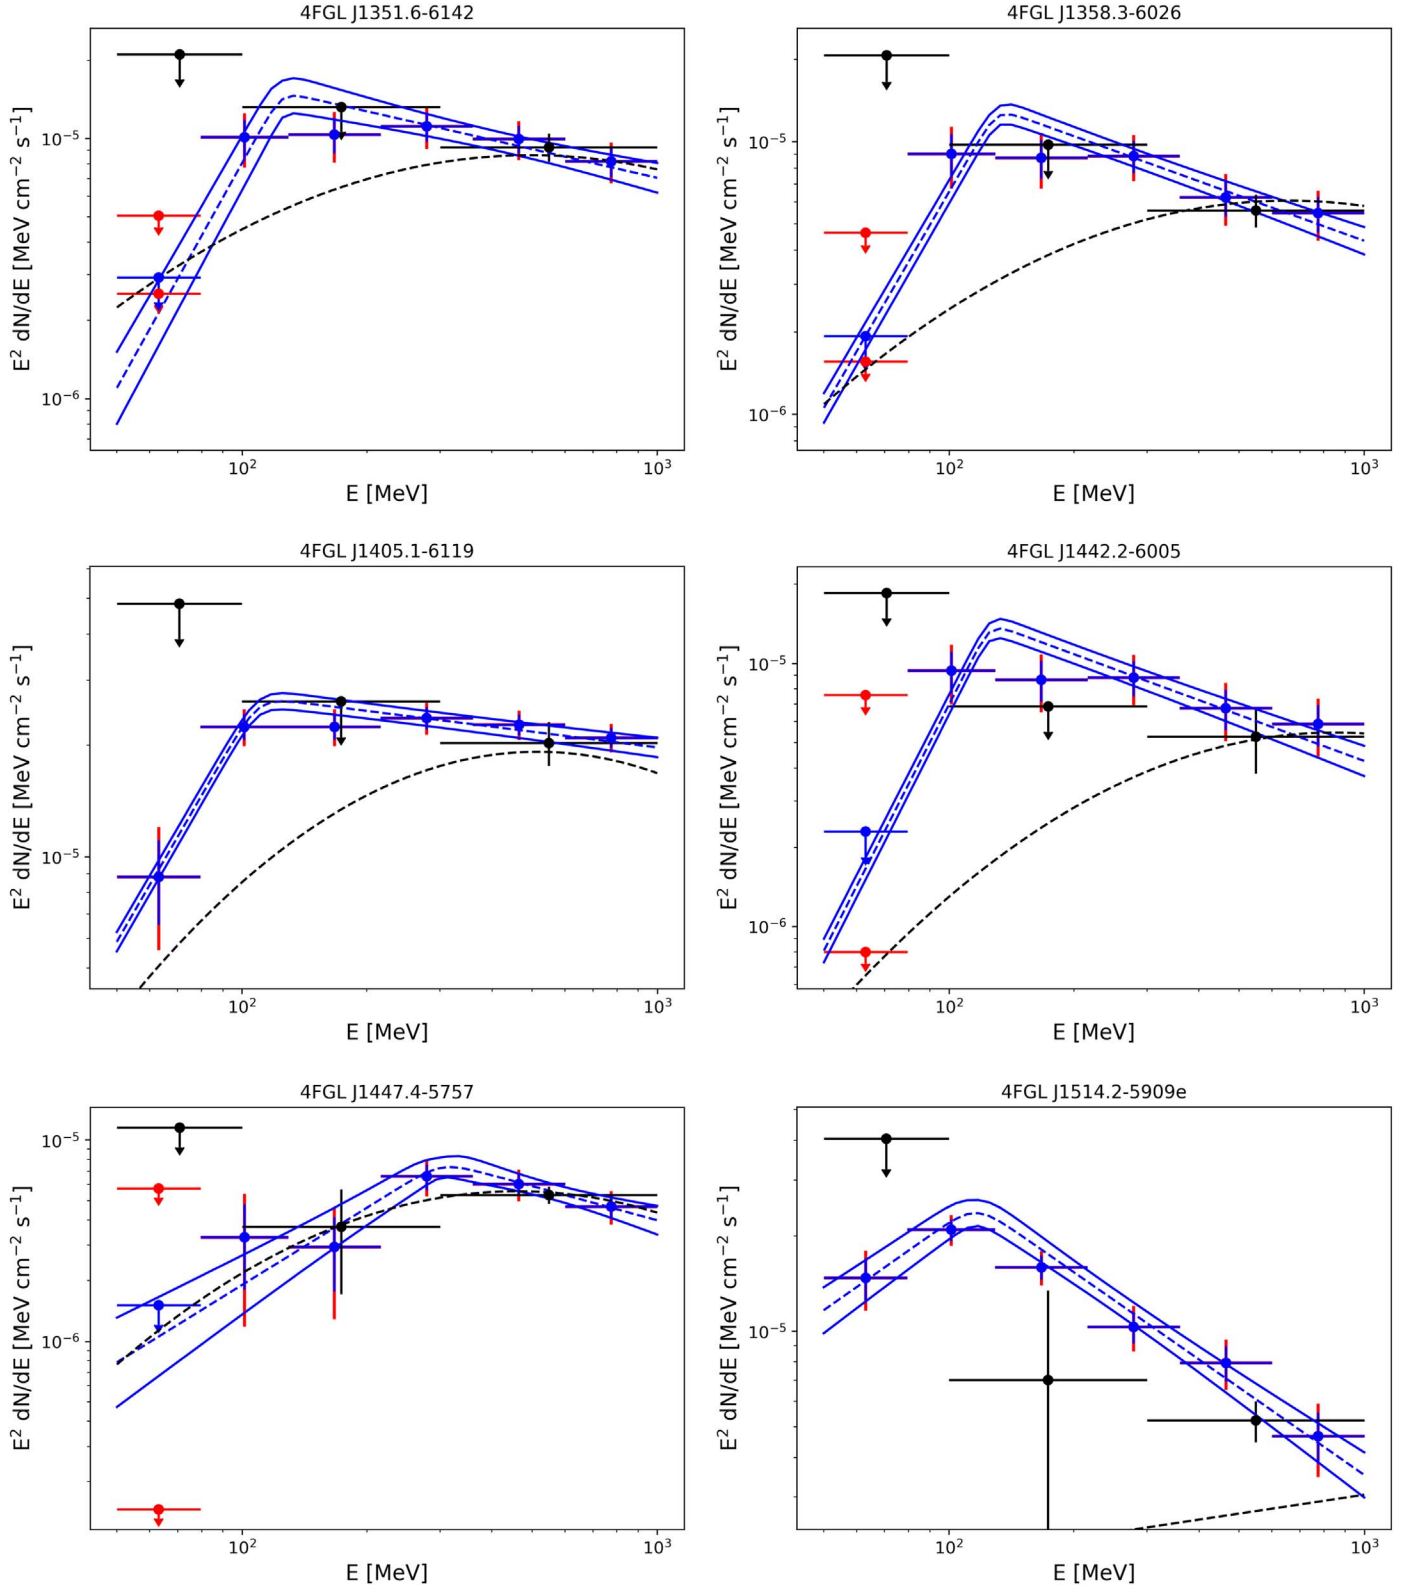 4FGL J1351.6-6142
4FGL J1358.3-6026
E² dN/dE [MeV cm⁻² s⁻¹]
10⁻⁵
10⁻⁶
10²
10³
E [MeV]
E² dN/dE [MeV cm⁻² s⁻¹]
10⁻⁵
10⁻⁶
10²
10³
E [MeV]
4FGL J1405.1-6119
4FGL J1442.2-6005
E² dN/dE [MeV cm⁻² s⁻¹]
10⁻⁵
10²
10³
E [MeV]
E² dN/dE [MeV cm⁻² s⁻¹]
10⁻⁵
10⁻⁶
10²
10³
E [MeV]
4FGL J1447.4-5757
4FGL J1514.2-5909e
E² dN/dE [MeV cm⁻² s⁻¹]
10⁻⁵
10⁻⁶
10²
10³
E [MeV]
E² dN/dE [MeV cm⁻² s⁻¹]
10⁻⁵
10²
10³
E [MeV]